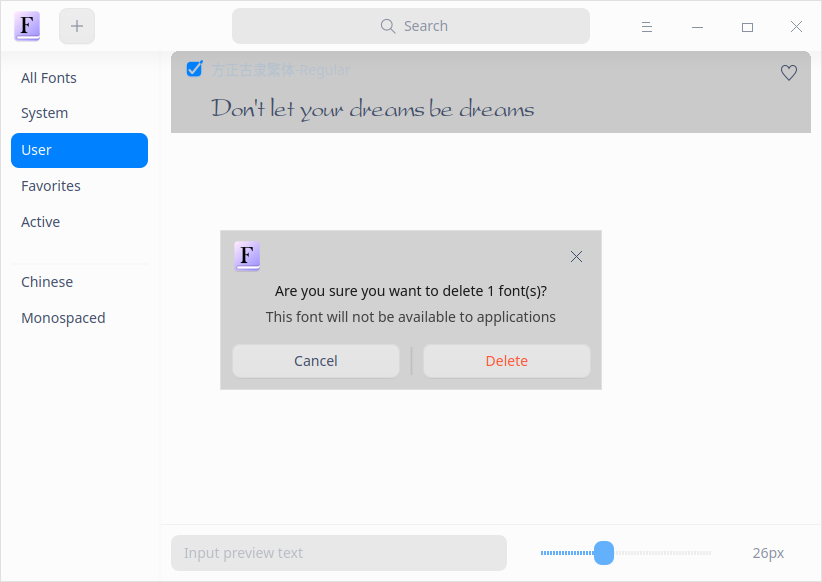 F
Search
All Fonts
System
User
Favorites
Active
Chinese
Monospaced
方正古隶繁体-Regular
Don't let your dreams be dreams
F
Are you sure you want to delete 1 font(s)?
This font will not be available to applications
Cancel
Delete
Input preview text
26px